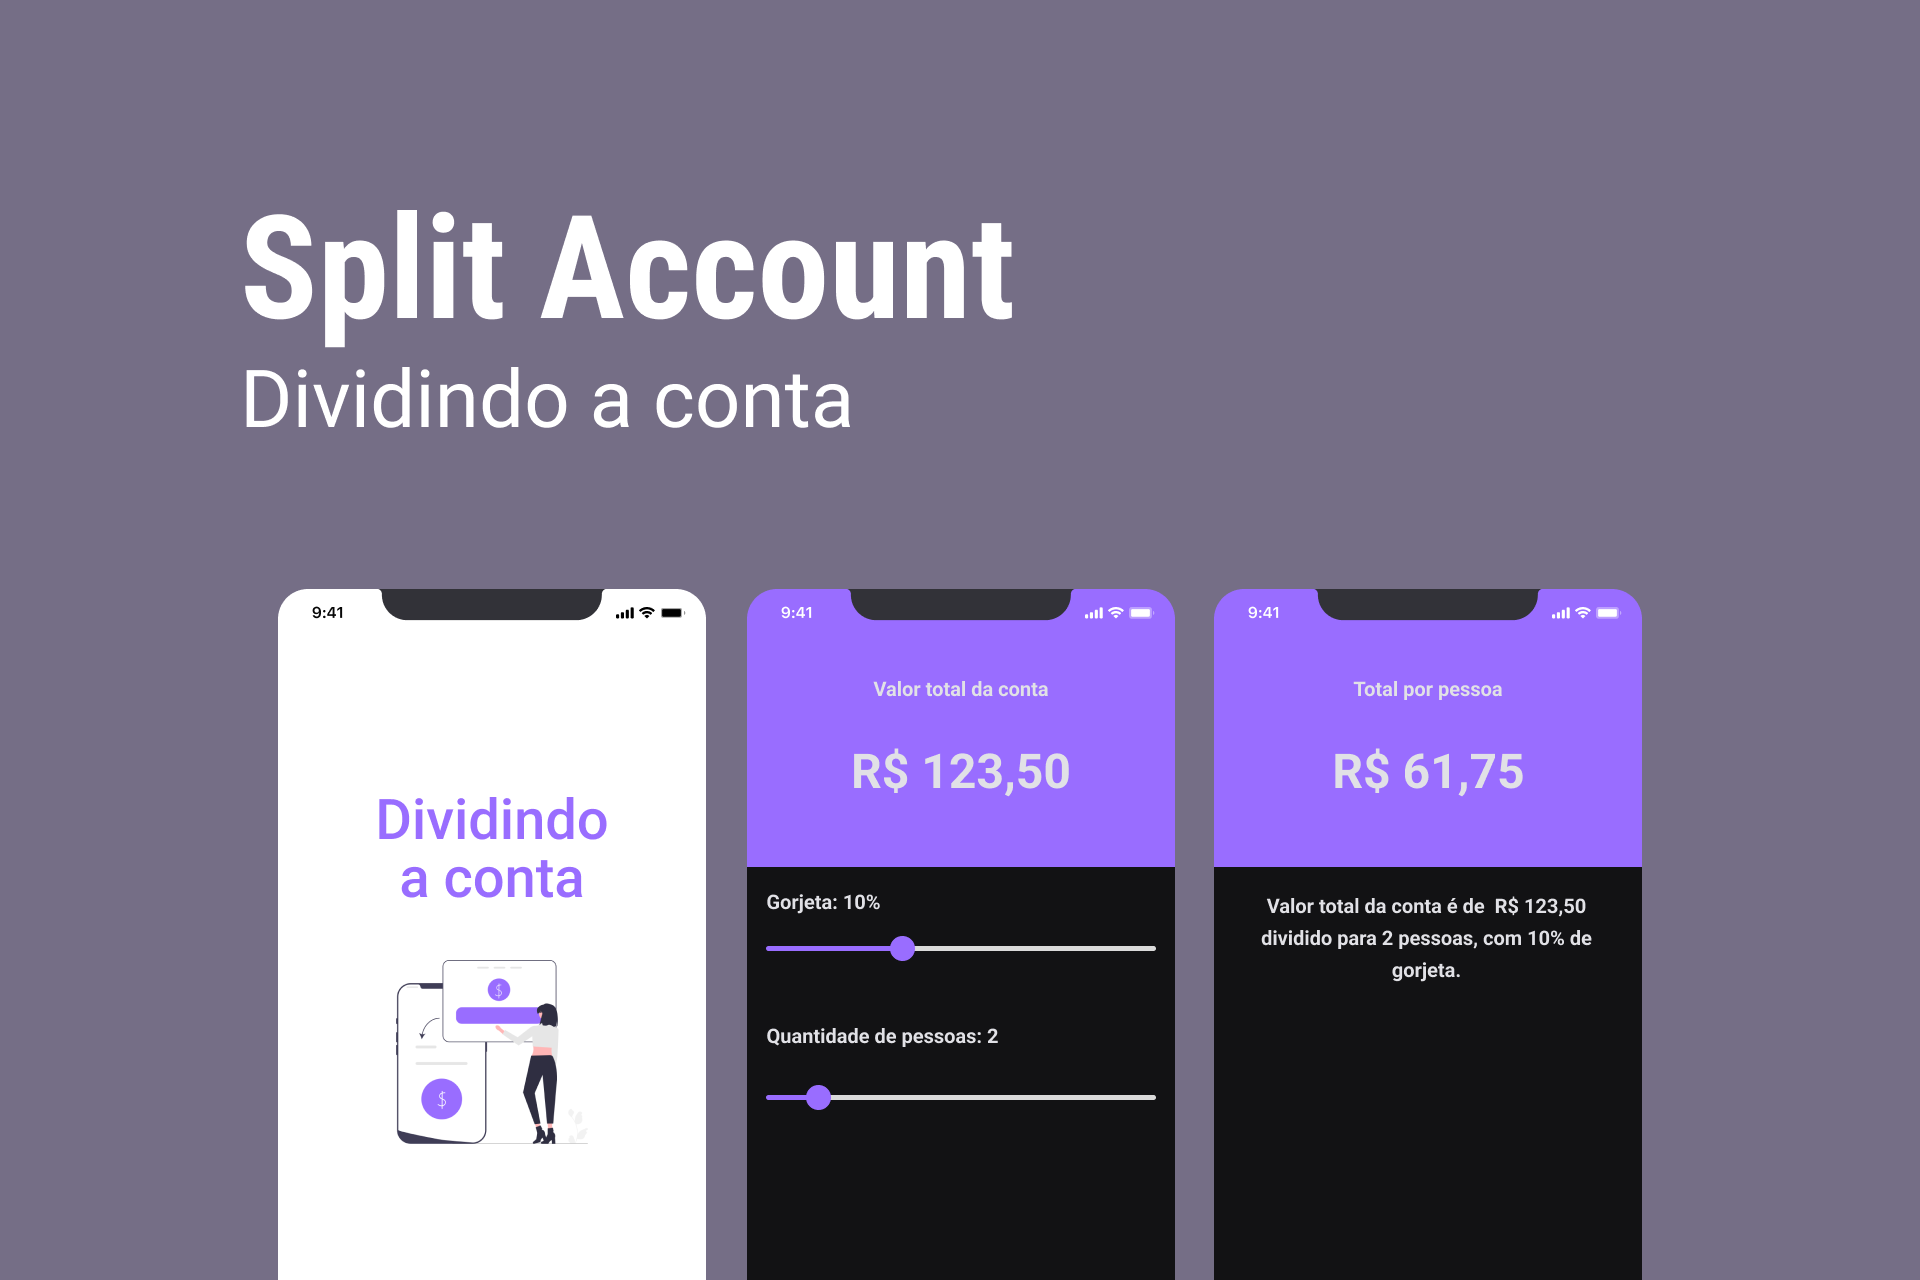 Split Account
Dividindo a conta
9:41
Dividindo
a conta
$
$
9:41
Valor total da conta
R$ 123,50
Gorjeta: 10%
Quantidade de pessoas: 2
9:41
Total por pessoa
R$ 61,75
Valor total da conta é de  R$ 123,50
dividido para 2 pessoas, com 10% de
gorjeta.